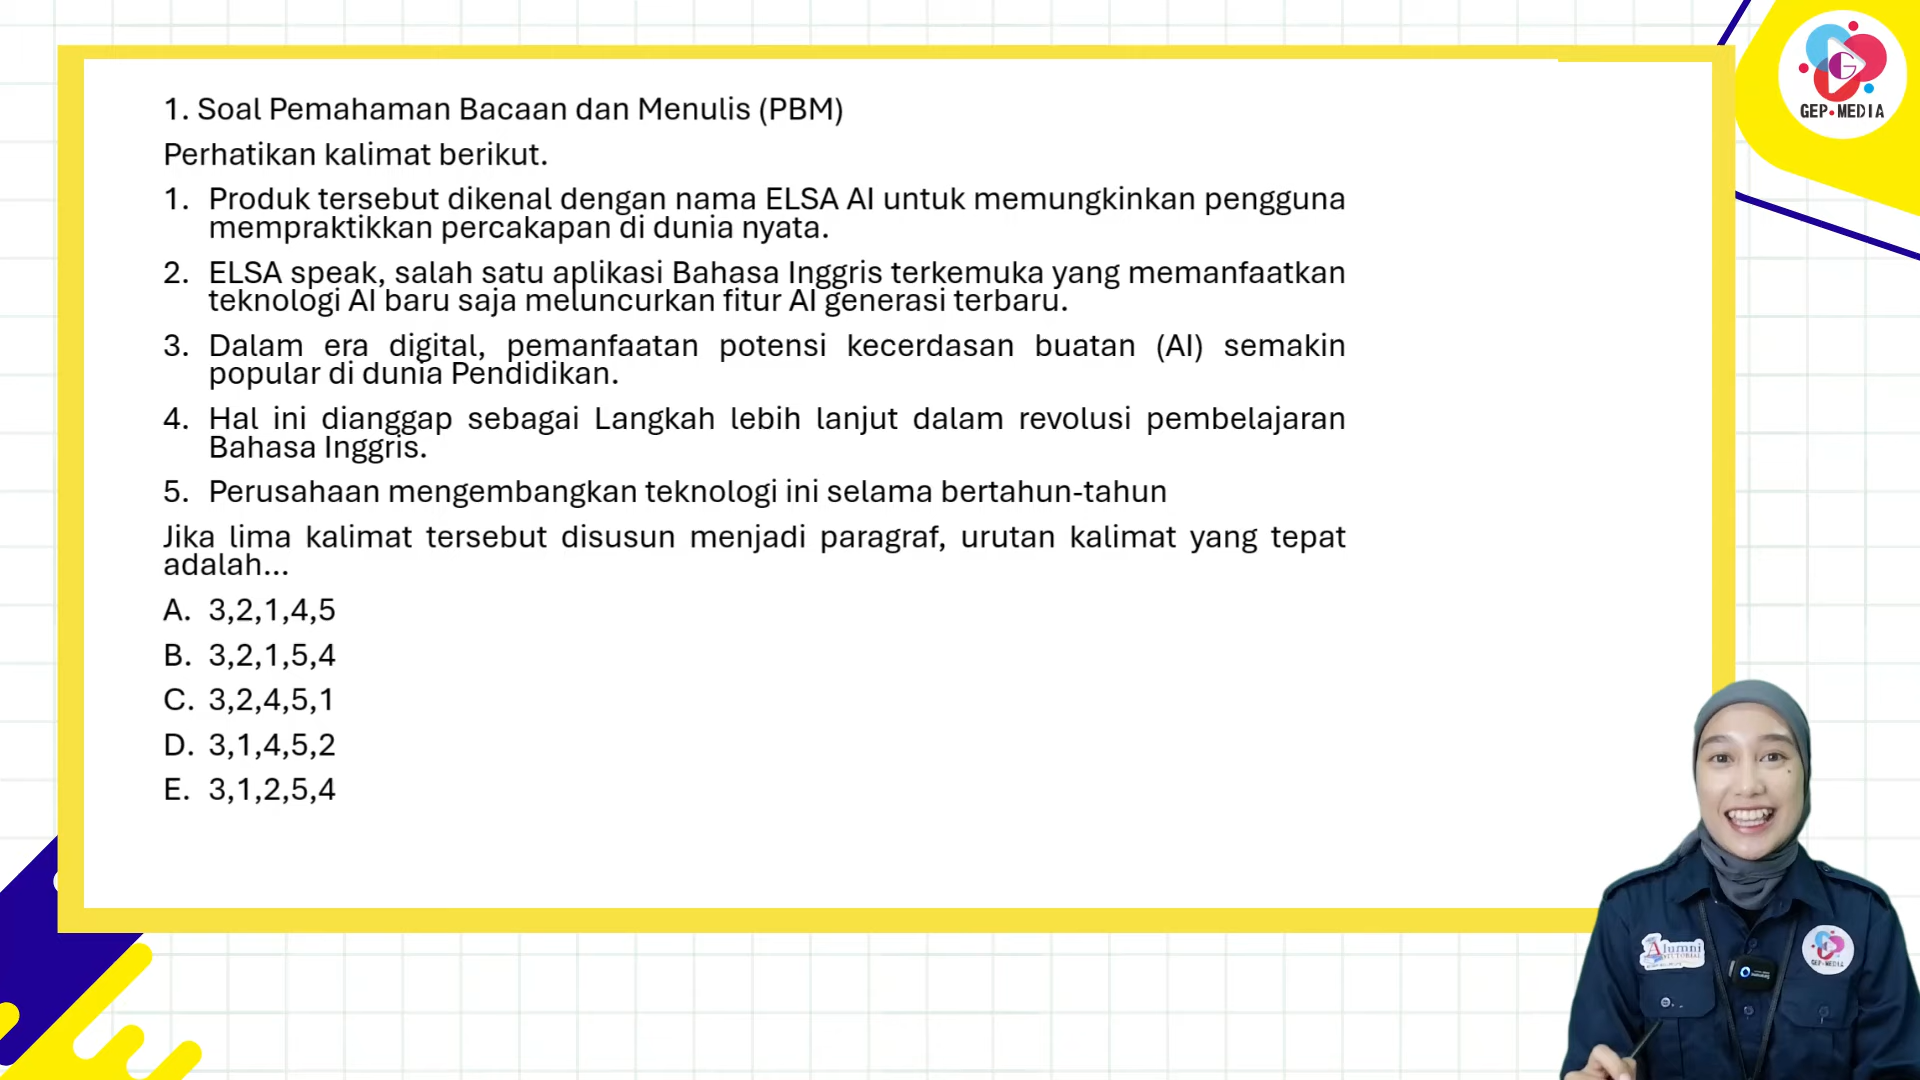 GEP•MEDIA
1. Soal Pemahaman Bacaan dan Menulis (PBM)
Perhatikan kalimat berikut.
1. Produk tersebut dikenal dengan nama ELSA AI untuk memungkinkan pengguna
mempraktikkan percakapan di dunia nyata.
2. ELSA speak, salah satu aplikasi Bahasa Inggris terkemuka yang memanfaatkan
teknologi AI baru saja meluncurkan fitur AI generasi terbaru.
3. Dalam era digital, pemanfaatan potensi kecerdasan buatan (AI) semakin
popular di dunia Pendidikan.
4. Hal ini dianggap sebagai Langkah lebih lanjut dalam revolusi pembelajaran
Bahasa Inggris.
5. Perusahaan mengembangkan teknologi ini selama bertahun-tahun
Jika lima kalimat tersebut disusun menjadi paragraf, urutan kalimat yang tepat
adalah...
A. 3,2,1,4,5
B. 3,2,1,5,4
C. 3,2,4,5,1
D. 3,1,4,5,2
E. 3,1,2,5,4
Alumni
GEP•MEDIA